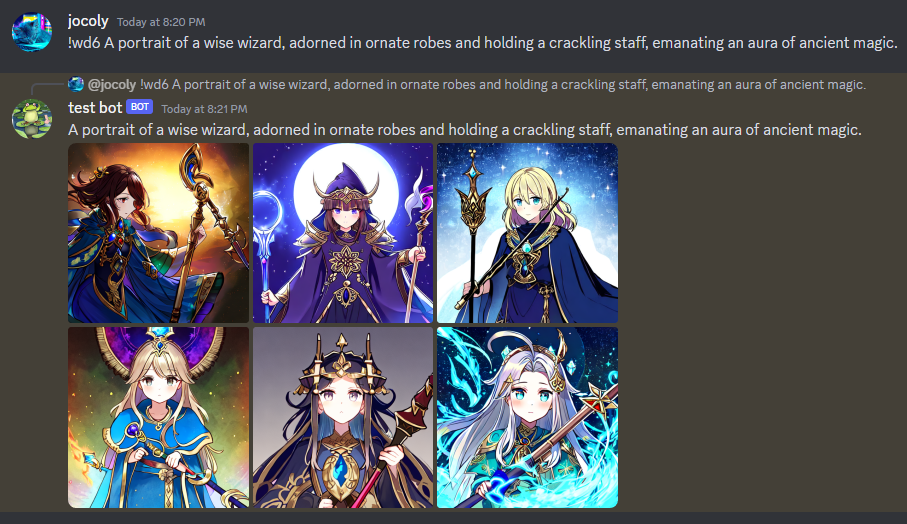 jocoly Today at 8:20 PM
!wd6 A portrait of a wise wizard, adorned in ornate robes and holding a crackling staff, emanating an aura of ancient magic.
@jocoly !wd6 A portrait of a wise wizard, adorned in ornate robes and holding a crackling staff, emanating an aura of ancient magic.
test bot BOT Today at 8:21 PM
A portrait of a wise wizard, adorned in ornate robes and holding a crackling staff, emanating an aura of ancient magic.